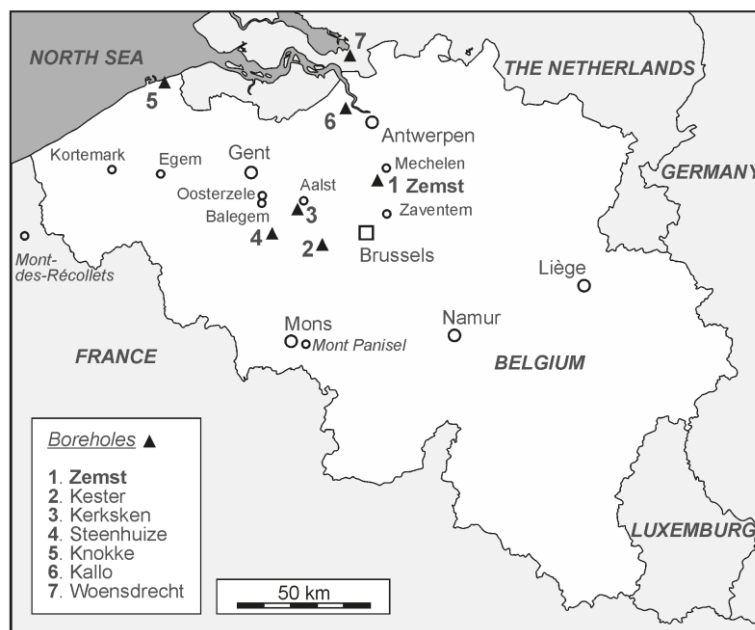 7
NORTH SEA
THE NETHERLANDS
5
6
Antwerpen
Kortemark
Egem
Gent
Mechelen
GERMANY
1 Zemst
Oosterzele
Aalst
Balegem
3
Zaventem
4
2
Brussels
Mont-
des-Récollets
Liège
Mons
Namur
Mont Panisel
FRANCE
BELGIUM
Boreholes
1. Zemst
2. Kester
3. Kerksken
4. Steenhuize
5. Knokke
6. Kallo
7. Woensdrecht
LUXEMBURG
50 km